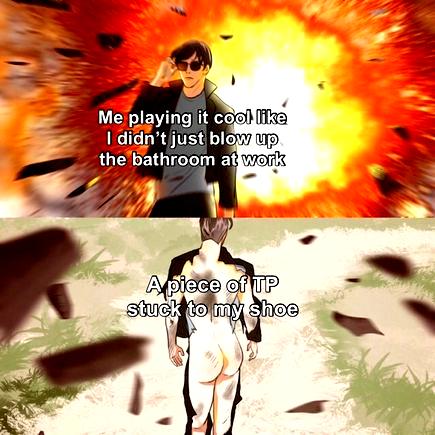 Me playing it cool like
I didn't just blow up
the bathroom at work
A piece of TP
stuck to my shoe